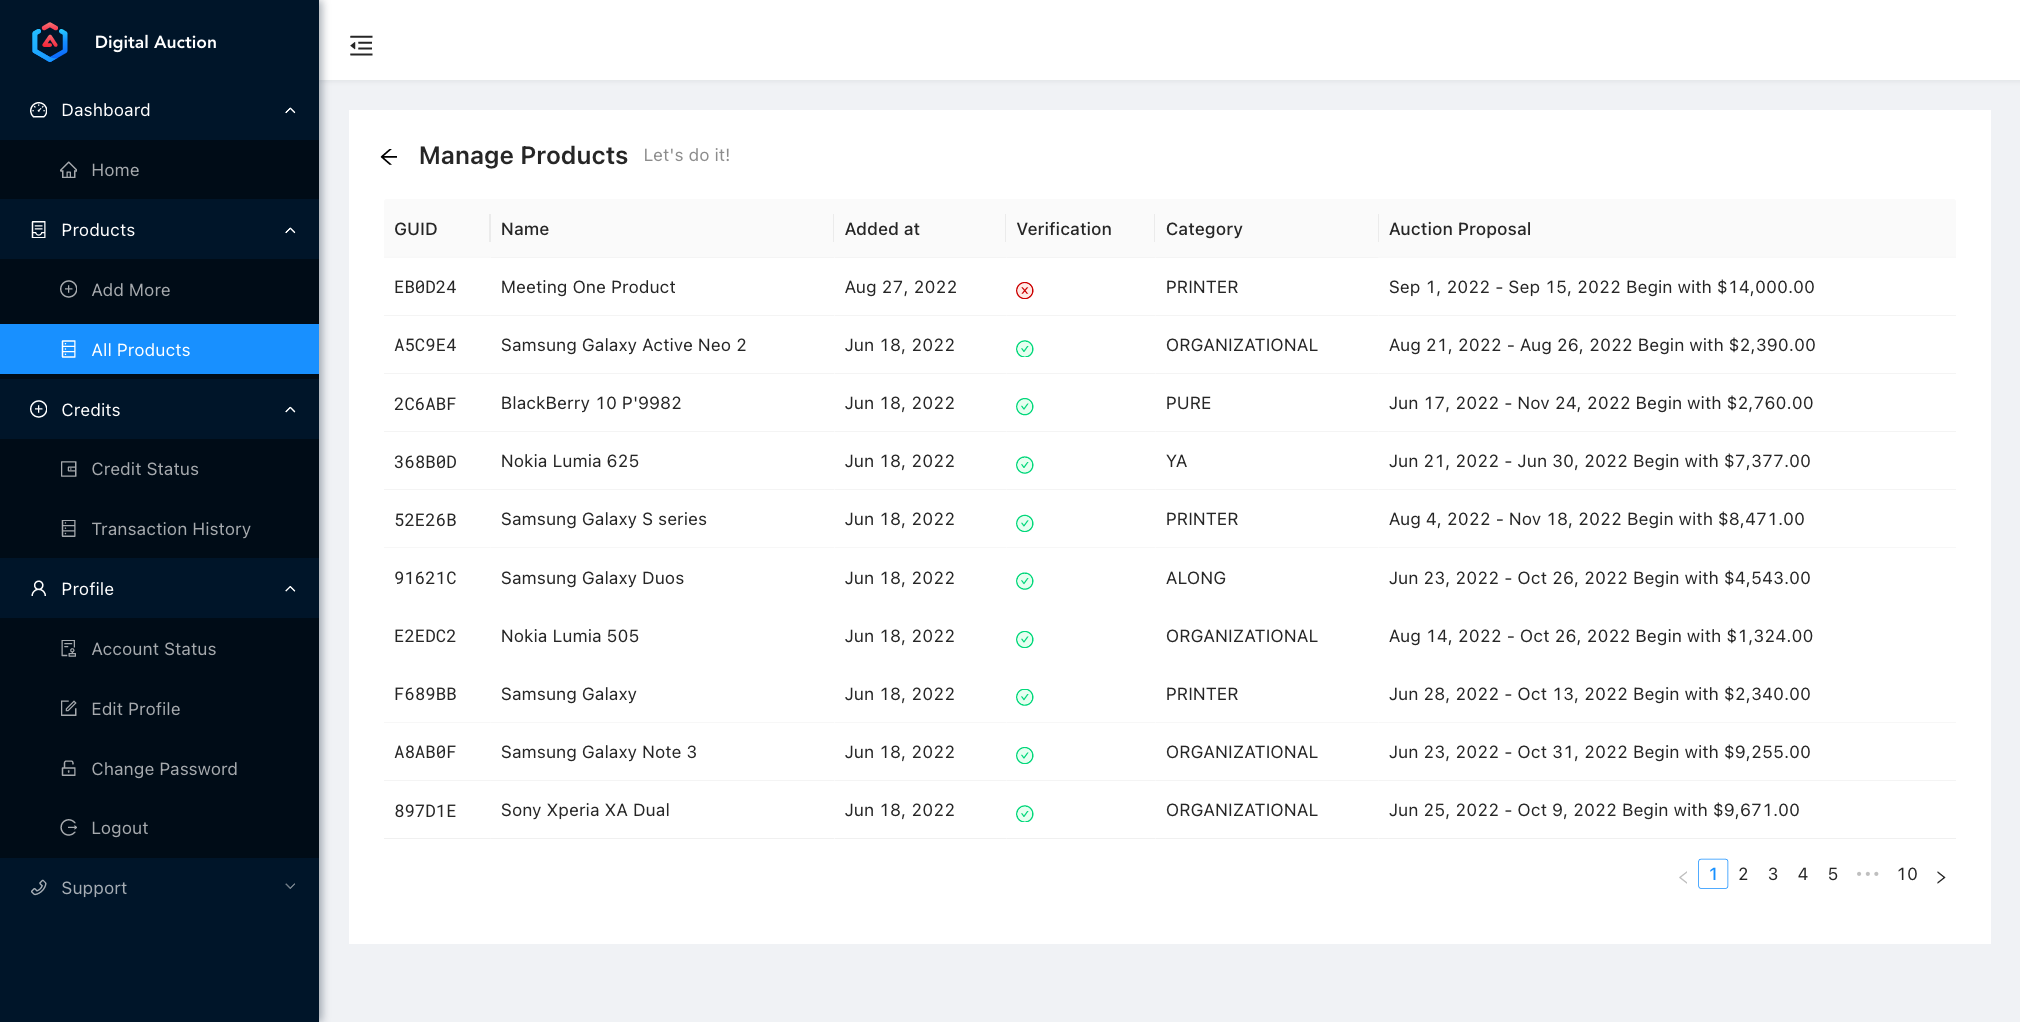 Digital Auction
Dashboard
Home
Products
Add More
All Products
Credits
Credit Status
Transaction History
Profile
Account Status
Edit Profile
Change Password
Logout
Support
Manage Products Let's do it!
GUID Name Added at Verification Category Auction Proposal
EB0D24 Meeting One Product Aug 27, 2022 PRINTER Sep 1, 2022 - Sep 15, 2022 Begin with $14,000.00
A5C9E4 Samsung Galaxy Active Neo 2 Jun 18, 2022 ORGANIZATIONAL Aug 21, 2022 - Aug 26, 2022 Begin with $2,390.00
2C6ABF BlackBerry 10 P'9982 Jun 18, 2022 PURE Jun 17, 2022 - Nov 24, 2022 Begin with $2,760.00
368B0D Nokia Lumia 625 Jun 18, 2022 YA Jun 21, 2022 - Jun 30, 2022 Begin with $7,377.00
52E26B Samsung Galaxy S series Jun 18, 2022 PRINTER Aug 4, 2022 - Nov 18, 2022 Begin with $8,471.00
91621C Samsung Galaxy Duos Jun 18, 2022 ALONG Jun 23, 2022 - Oct 26, 2022 Begin with $4,543.00
E2EDC2 Nokia Lumia 505 Jun 18, 2022 ORGANIZATIONAL Aug 14, 2022 - Oct 26, 2022 Begin with $1,324.00
F689BB Samsung Galaxy Jun 18, 2022 PRINTER Jun 28, 2022 - Oct 13, 2022 Begin with $2,340.00
A8AB0F Samsung Galaxy Note 3 Jun 18, 2022 ORGANIZATIONAL Jun 23, 2022 - Oct 31, 2022 Begin with $9,255.00
897D1E Sony Xperia XA Dual Jun 18, 2022 ORGANIZATIONAL Jun 25, 2022 - Oct 9, 2022 Begin with $9,671.00
1 2 3 4 5 ••• 10